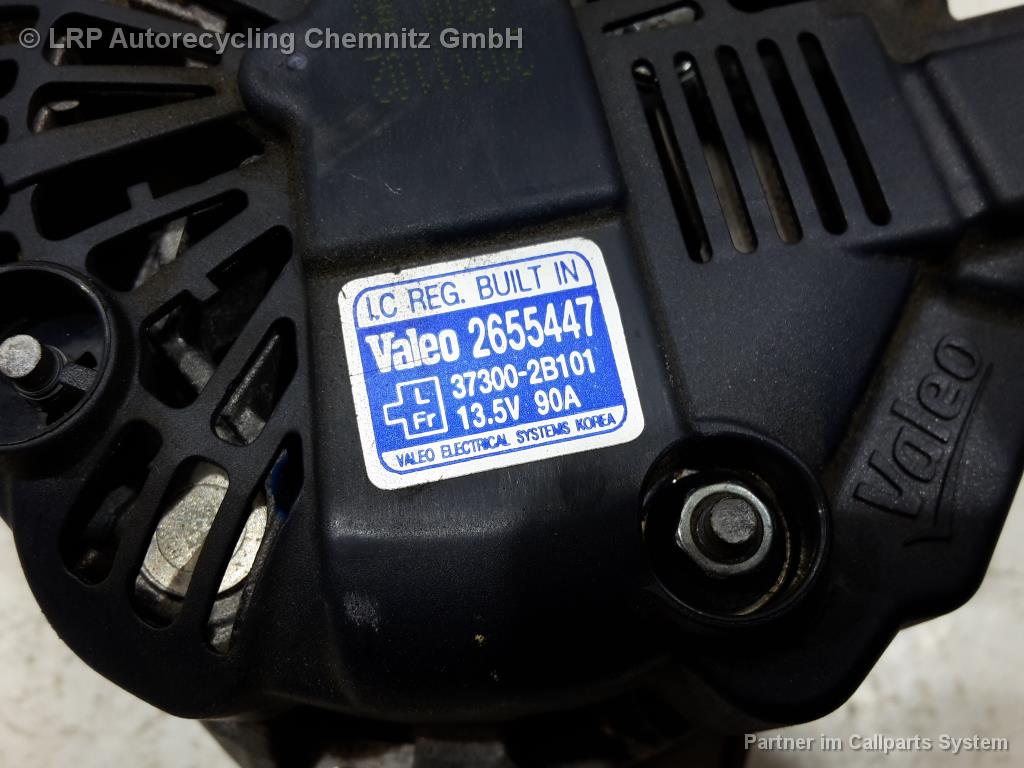 © LRP Autorecycling Chemnitz GmbH
I.C REG. BUILT IN
Valeo 2655447
L
37300-2B101
Fr
13.5V 90A
VALEO ELECTRICAL SYSTEMS KOREA
Valeo
Partner im Callparts System